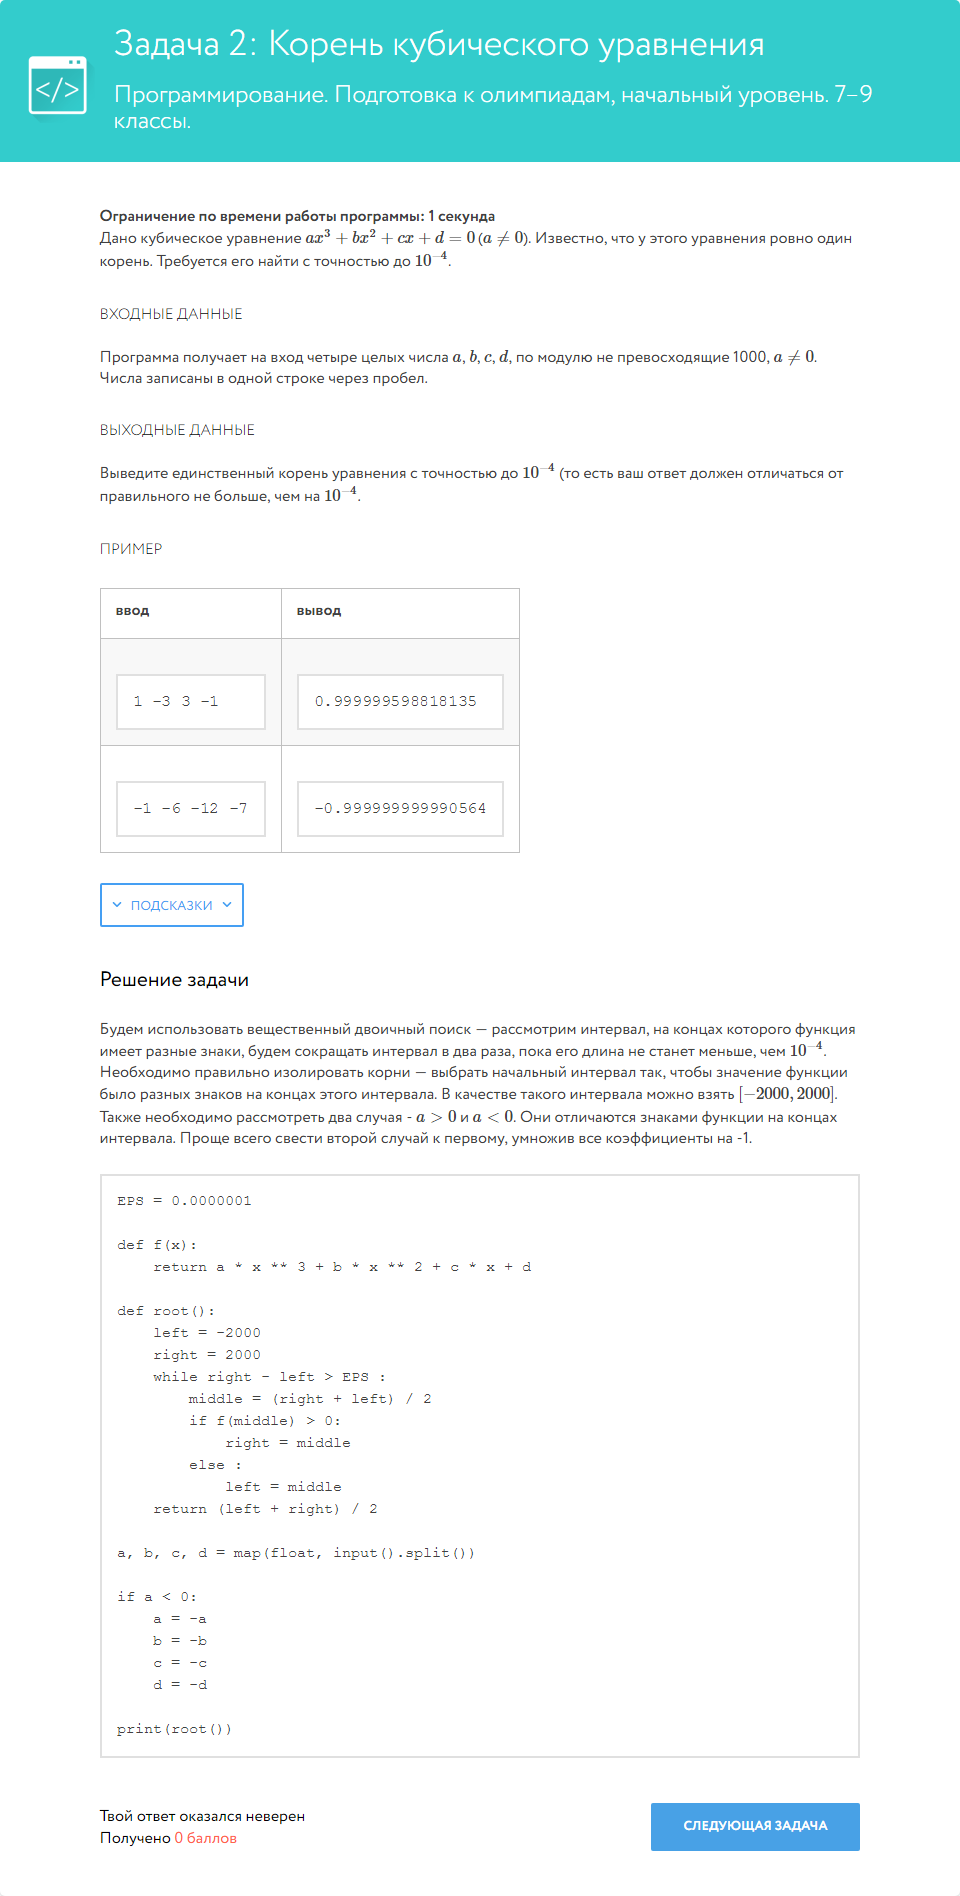 Задача 2: Корень кубического уравнения
</>
Программирование. Подготовка к олимпиадам, начальный уровень. 7–9
классы.
Ограничение по времени работы программы: 1 секунда
Дано кубическое уравнение ax³ + bx² + cx + d = 0 (a ≠ 0). Известно, что у этого уравнения ровно один
корень. Требуется его найти с точностью до 10⁻⁴.
ВХОДНЫЕ ДАННЫЕ
Программа получает на вход четыре целых числа a, b, c, d, по модулю не превосходящие 1000, a ≠ 0.
Числа записаны в одной строке через пробел.
ВЫХОДНЫЕ ДАННЫЕ
Выведите единственный корень уравнения с точностью до 10⁻⁴ (то есть ваш ответ должен отличаться от
правильного не больше, чем на 10⁻⁴.
ПРИМЕР
ввод вывод
1 -3 3 -1 0.999999598818135
-1 -6 -12 -7 -0.999999999990564
ПОДСКАЗКИ
Решение задачи
Будем использовать вещественный двоичный поиск — рассмотрим интервал, на концах которого функция
имеет разные знаки, будем сокращать интервал в два раза, пока его длина не станет меньше, чем 10⁻⁴.
Необходимо правильно изолировать корни — выбрать начальный интервал так, чтобы значение функции
было разных знаков на концах этого интервала. В качестве такого интервала можно взять [−2000, 2000].
Также необходимо рассмотреть два случая - a > 0 и a < 0. Они отличаются знаками функции на концах
интервала. Проще всего свести второй случай к первому, умножив все коэффициенты на -1.
EPS = 0.0000001
def f(x):
    return a * x ** 3 + b * x ** 2 + c * x + d
def root():
    left = -2000
    right = 2000
    while right - left > EPS :
        middle = (right + left) / 2
        if f(middle) > 0:
            right = middle
        else :
            left = middle
    return (left + right) / 2
a, b, c, d = map(float, input().split())
if a < 0:
    a = -a
    b = -b
    c = -c
    d = -d
print(root())
Твой ответ оказался неверен
Получено 0 баллов
СЛЕДУЮЩАЯ ЗАДАЧА